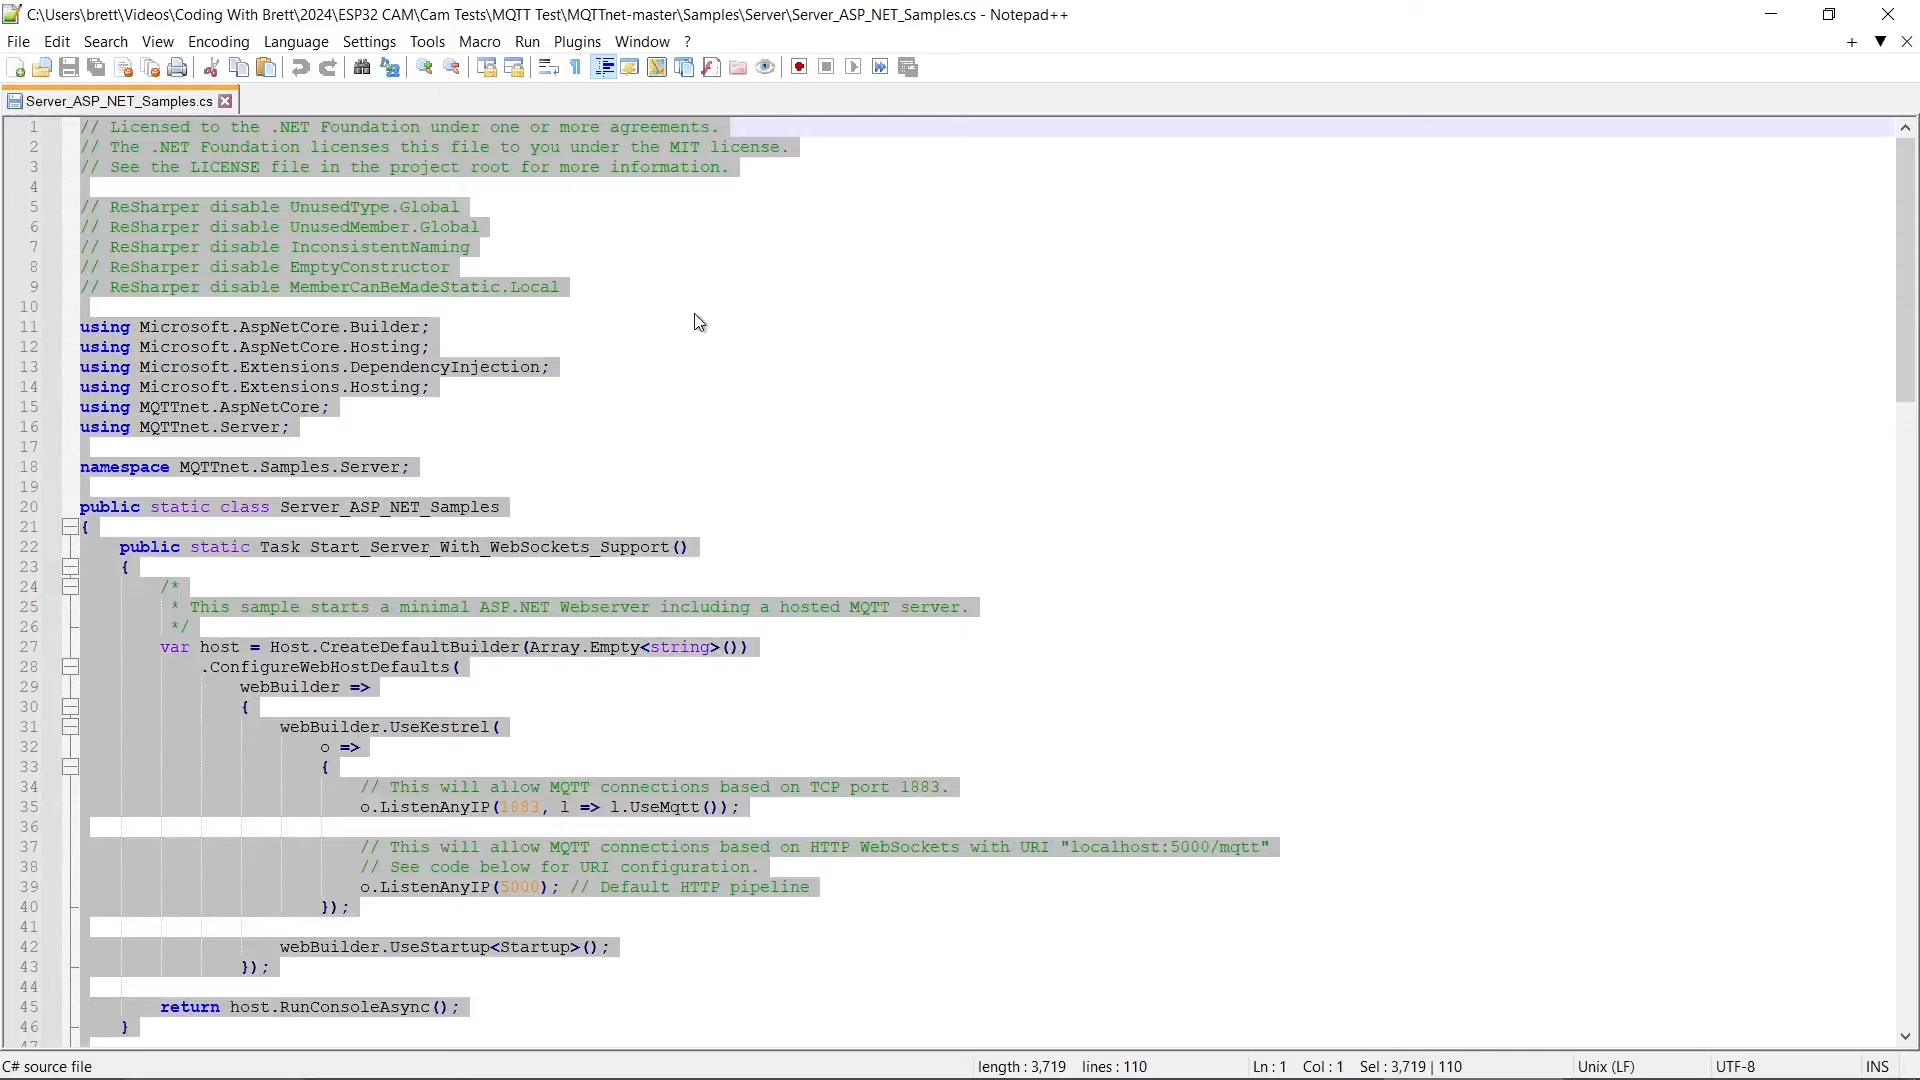 C:\Users\brett\Videos\Coding With Brett\2024\ESP32 CAM\Cam Tests\MQTT Test\MQTTnet-master\Samples\Server\Server_ASP_NET_Samples.cs - Notepad++
File Edit Search View Encoding Language Settings Tools Macro Run Plugins Window ?
Server_ASP_NET_Samples.cs
1 // Licensed to the .NET Foundation under one or more agreements.
2 // The .NET Foundation licenses this file to you under the MIT license.
3 // See the LICENSE file in the project root for more information.
4
5 // ReSharper disable UnusedType.Global
6 // ReSharper disable UnusedMember.Global
7 // ReSharper disable InconsistentNaming
8 // ReSharper disable EmptyConstructor
9 // ReSharper disable MemberCanBeMadeStatic.Local
10
11 using Microsoft.AspNetCore.Builder;
12 using Microsoft.AspNetCore.Hosting;
13 using Microsoft.Extensions.DependencyInjection;
14 using Microsoft.Extensions.Hosting;
15 using MQTTnet.AspNetCore;
16 using MQTTnet.Server;
17
18 namespace MQTTnet.Samples.Server;
19
20 public static class Server_ASP_NET_Samples
21 {
22 public static Task Start_Server_With_WebSockets_Support()
23 {
24 /*
25 * This sample starts a minimal ASP.NET Webserver including a hosted MQTT server.
26 */
27 var host = Host.CreateDefaultBuilder(Array.Empty<string>())
28 .ConfigureWebHostDefaults(
29 webBuilder =>
30 {
31 webBuilder.UseKestrel(
32 o =>
33 {
34 // This will allow MQTT connections based on TCP port 1883.
35 o.ListenAnyIP(1883, l => l.UseMqtt());
36
37 // This will allow MQTT connections based on HTTP WebSockets with URI "localhost:5000/mqtt"
38 // See code below for URI configuration.
39 o.ListenAnyIP(5000); // Default HTTP pipeline
40 });
41
42 webBuilder.UseStartup<Startup>();
43 });
44
45 return host.RunConsoleAsync();
46 }
47
C# source file length : 3,719 lines : 110 Ln : 1 Col : 1 Sel : 3,719 | 110 Unix (LF) UTF-8 INS